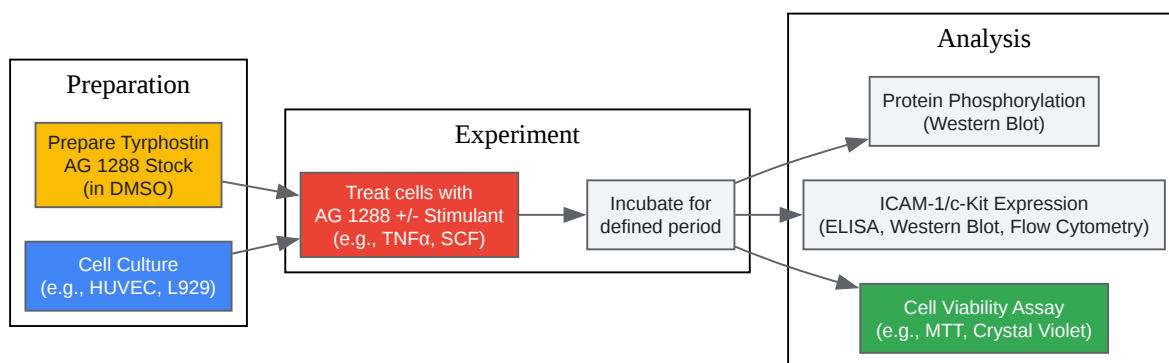 Preparation
Prepare Tyrphostin
AG 1288 Stock
(in DMSO)
Cell Culture
(e.g., HUVEC, L929)
Experiment
Treat cells with
AG 1288 +/- Stimulant
(e.g., TNFα, SCF)
Incubate for
defined period
Analysis
Protein Phosphorylation
(Western Blot)
ICAM-1/c-Kit Expression
(ELISA, Western Blot, Flow Cytometry)
Cell Viability Assay
(e.g., MTT, Crystal Violet)